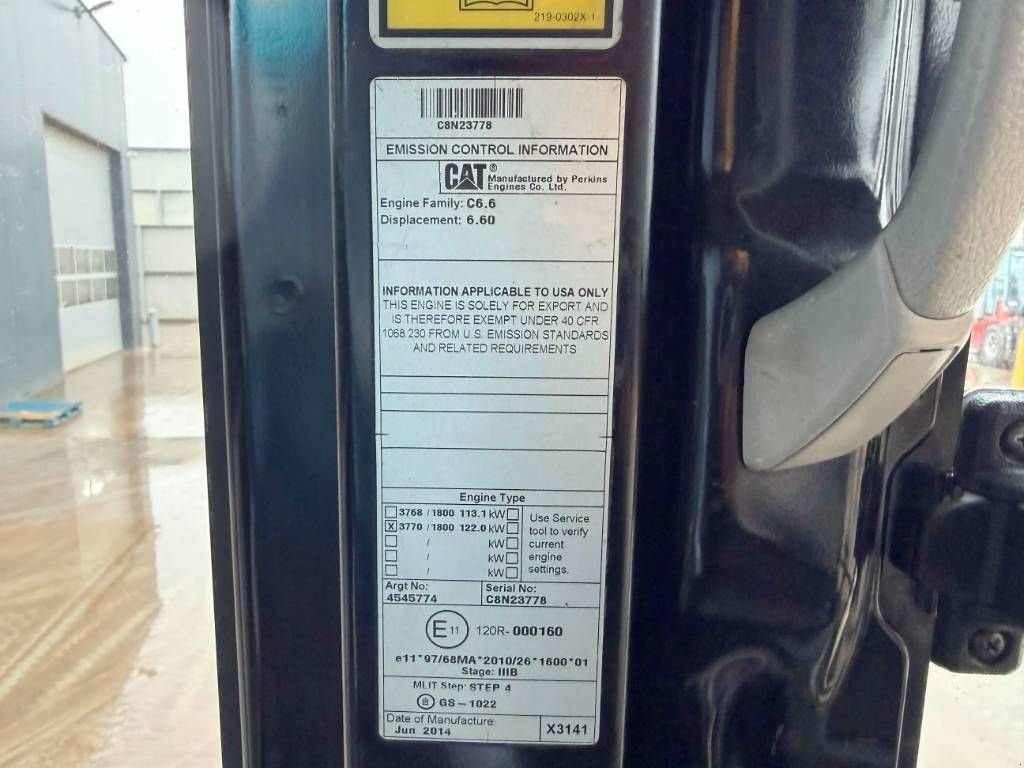 219-0302X-1
C8N23778
EMISSION CONTROL INFORMATION
CAT® Manufactured by Perkins
Engines Co. Ltd.
Engine Family: C6.6
Displacement: 6.60
INFORMATION APPLICABLE TO USA ONLY
THIS ENGINE IS SOLELY FOR EXPORT AND
IS THEREFORE EXEMPT UNDER 40 CFR
1068.230 FROM U.S. EMISSION STANDARDS
AND RELATED REQUIREMENTS
Engine Type
3768 / 1800 113.1 kW
X 3770 / 1800 122.0 kW
/ kW
/ kW
/ kW
Use Service
tool to verify
current
engine
settings.
Argt No: Serial No:
4545774 C8N23778
E 11 120R- 000160
e11*97/68MA*2010/26*1600*01
Stage: IIIB
MLIT Step: STEP 4
GS-1022
Date of Manufacture:
Jun 2014 X3141